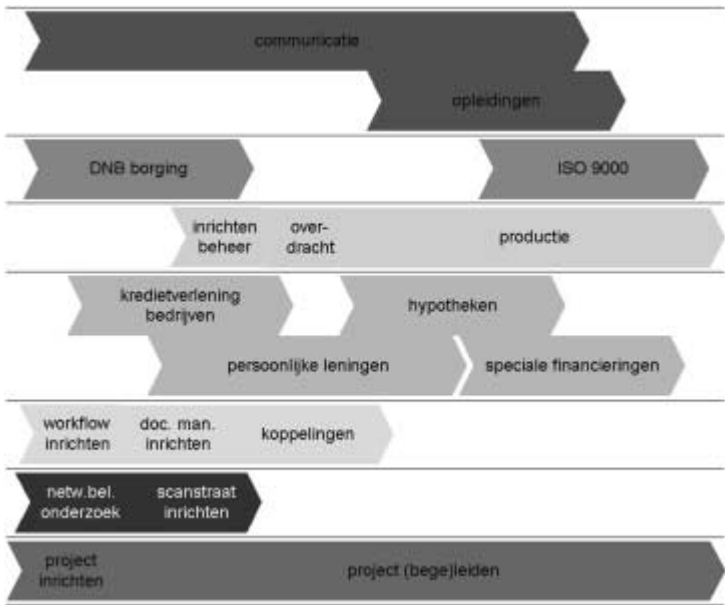 communicatie
opleidingen
DNB borging
ISO 9000
inrichten
beheer
over-
dracht
productie
kredietverlening
bedrijven
hypotheken
persoonlijke leningen
speciale financieringen
workflow
inrichten
doc. man.
inrichten
koppelingen
netw.bel.
onderzoek
scanstraat
inrichten
project
inrichten
project (bege)leiden